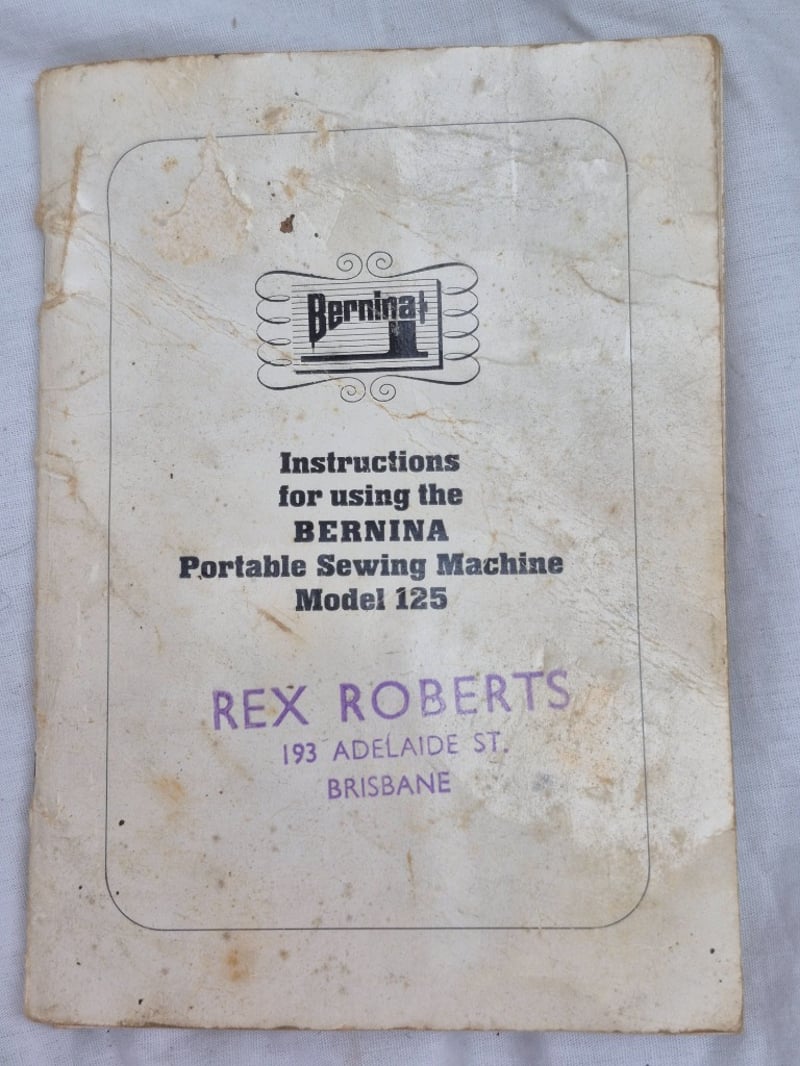 Bernina
Instructions
for using the
BERNINA
Portable Sewing Machine
Model 125
REX ROBERTS
193 ADELAIDE ST.
BRISBANE